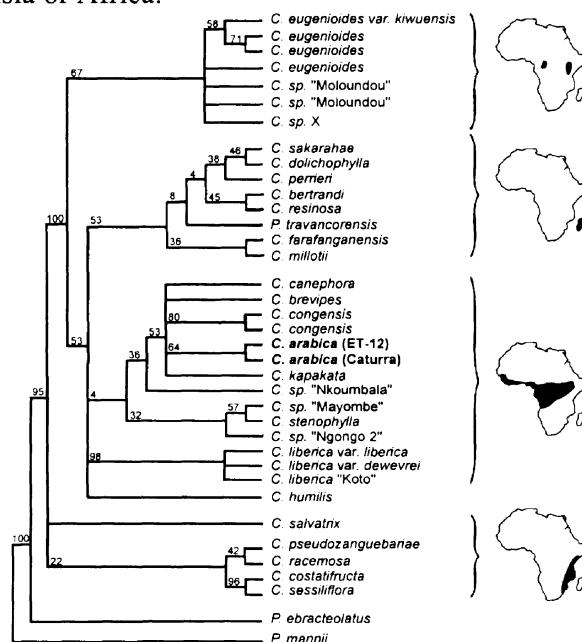 sia or Africa.
58
C. eugenioides var. kiwuensis
71
C. eugenioides
C. eugenioides
67
C. eugenioides
C. sp. "Moloundou"
C. sp. "Moloundou"
C. sp. X
46
C. sakarahae
38
C. dolichophylla
4
C. perrieri
8
45
C. bertrandi
C. resinosa
100
53
P. travancorensis
36
C. farafanganensis
C. millotii
C. canephora
C. brevipes
80
C. congensis
53
C. congensis
53
36
64
C. arabica (ET-12)
C. arabica (Caturra)
C. kapakata
95
4
C. sp. "Nkoumbala"
32
57
C. sp. "Mayombe"
C. stenophylla
C. sp. "Ngongo 2"
98
C. liberica var. liberica
C. liberica var. dewevrei
C. liberica "Koto"
C. humilis
C. salvatrix
100
42
C. pseudozanguebariae
22
C. racemosa
96
C. costatifructa
C. sessiliflora
P. ebracteolatus
P. mannii